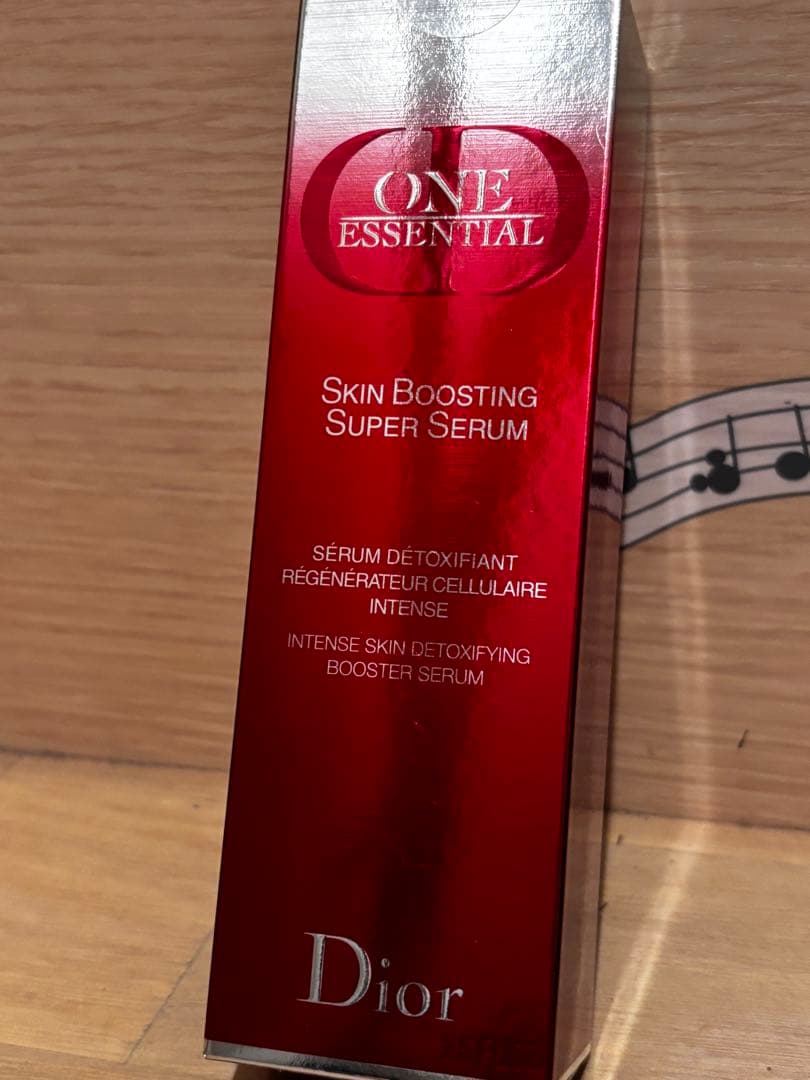 ONE
ESSENTIAL
SKIN BOOSTING
SUPER SERUM
SÉRUM DÉTOXIFIANT
RÉGÉNÉRATEUR CELLULAIRE
INTENSE
INTENSE SKIN DETOXIFYING
BOOSTER SERUM
Dior